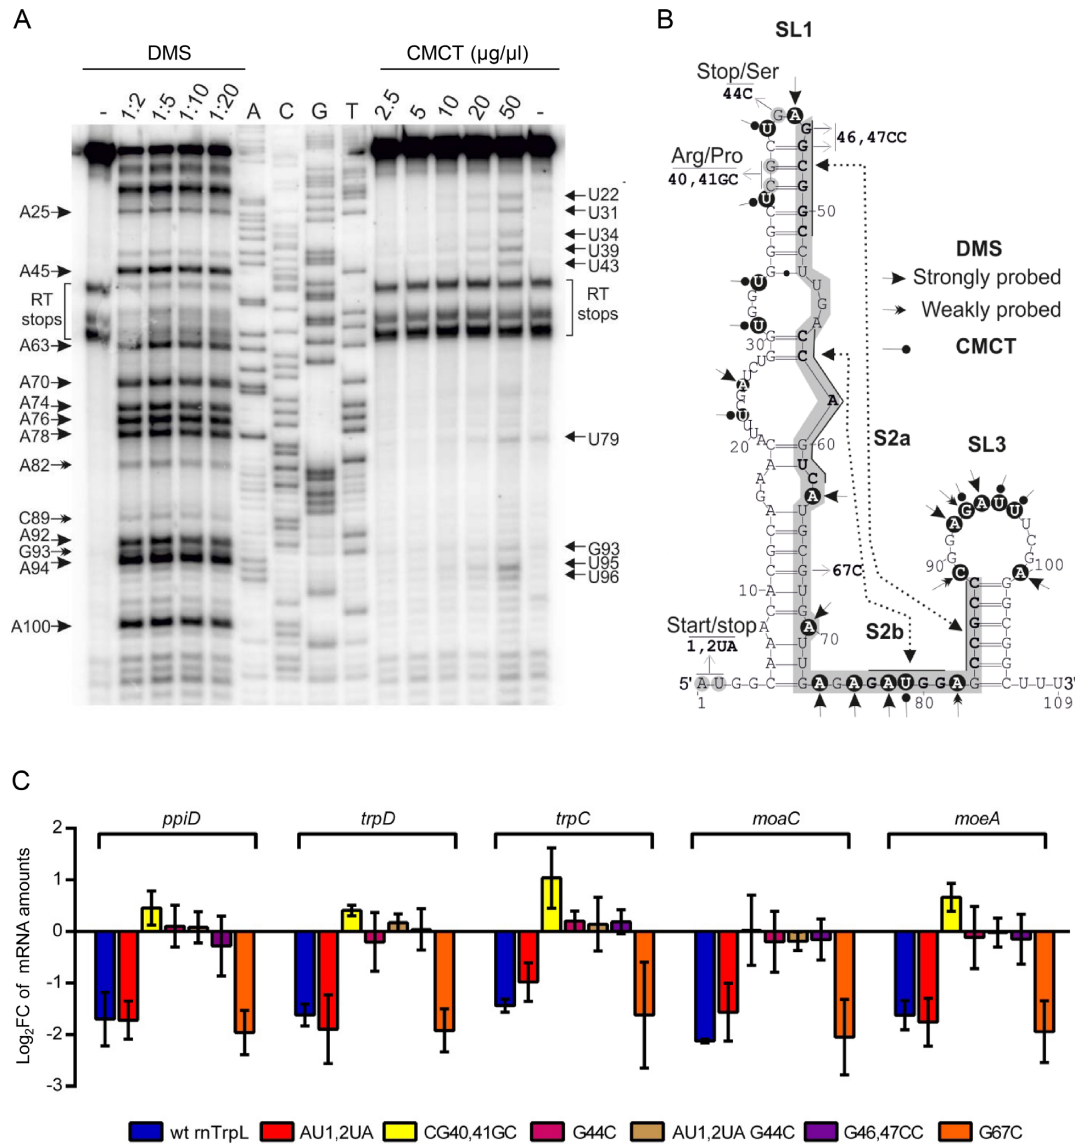 A
DMS
CMCT (µg/µl)
- 1:2 1:5 1:10 1:20 A C G T 2.5 5 10 20 50 -
A25
A45
RT
stops
A63
A70
A74
A76
A78
A82
C89
A92
G93
A94
A100
U22
U31
U34
U39
U43
RT
stops
U79
G93
U95
U96
B
SL1
Stop/Ser
44C
46,47CC
Arg/Pro
40,41GC
50
DMS
Strongly probed
Weakly probed
CMCT
30
20
60
S2a
SL3
67C
10
90
100
Start/stop
1,2UA
70
S2b
5' A U G G C
G A A G A U G G A G
C U U U 3'
1
80
109
C
ppiD trpD trpC moaC moeA
Log₂FC of mRNA amounts
2
1
0
-1
-2
-3
wt rnTrpL AU1,2UA CG40,41GC G44C AU1,2UA G44C G46,47CC G67C